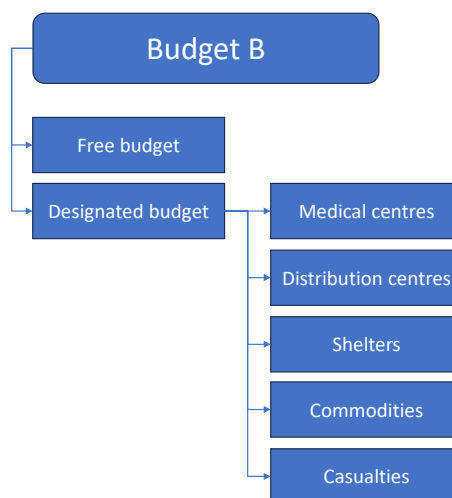 Budget B
Free budget
Designated budget
Medical centres
Distribution centres
Shelters
Commodities
Casualties